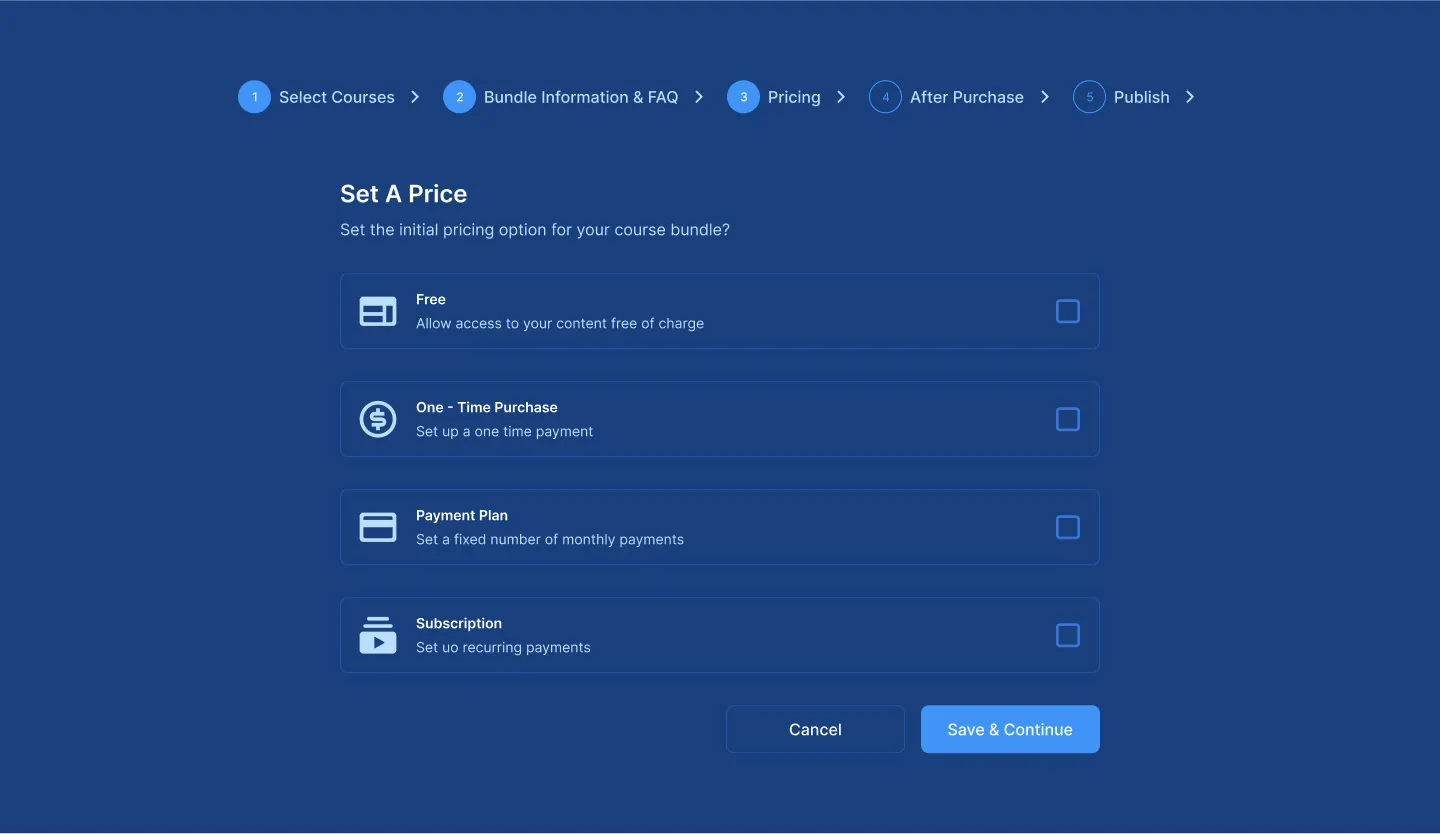 1 Select Courses 2 Bundle Information & FAQ 3 Pricing 4 After Purchase 5 Publish
Set A Price
Set the initial pricing option for your course bundle?
Free
Allow access to your content free of charge
One - Time Purchase
Set up a one time payment
Payment Plan
Set a fixed number of monthly payments
Subscription
Set uo recurring payments
Cancel Save & Continue